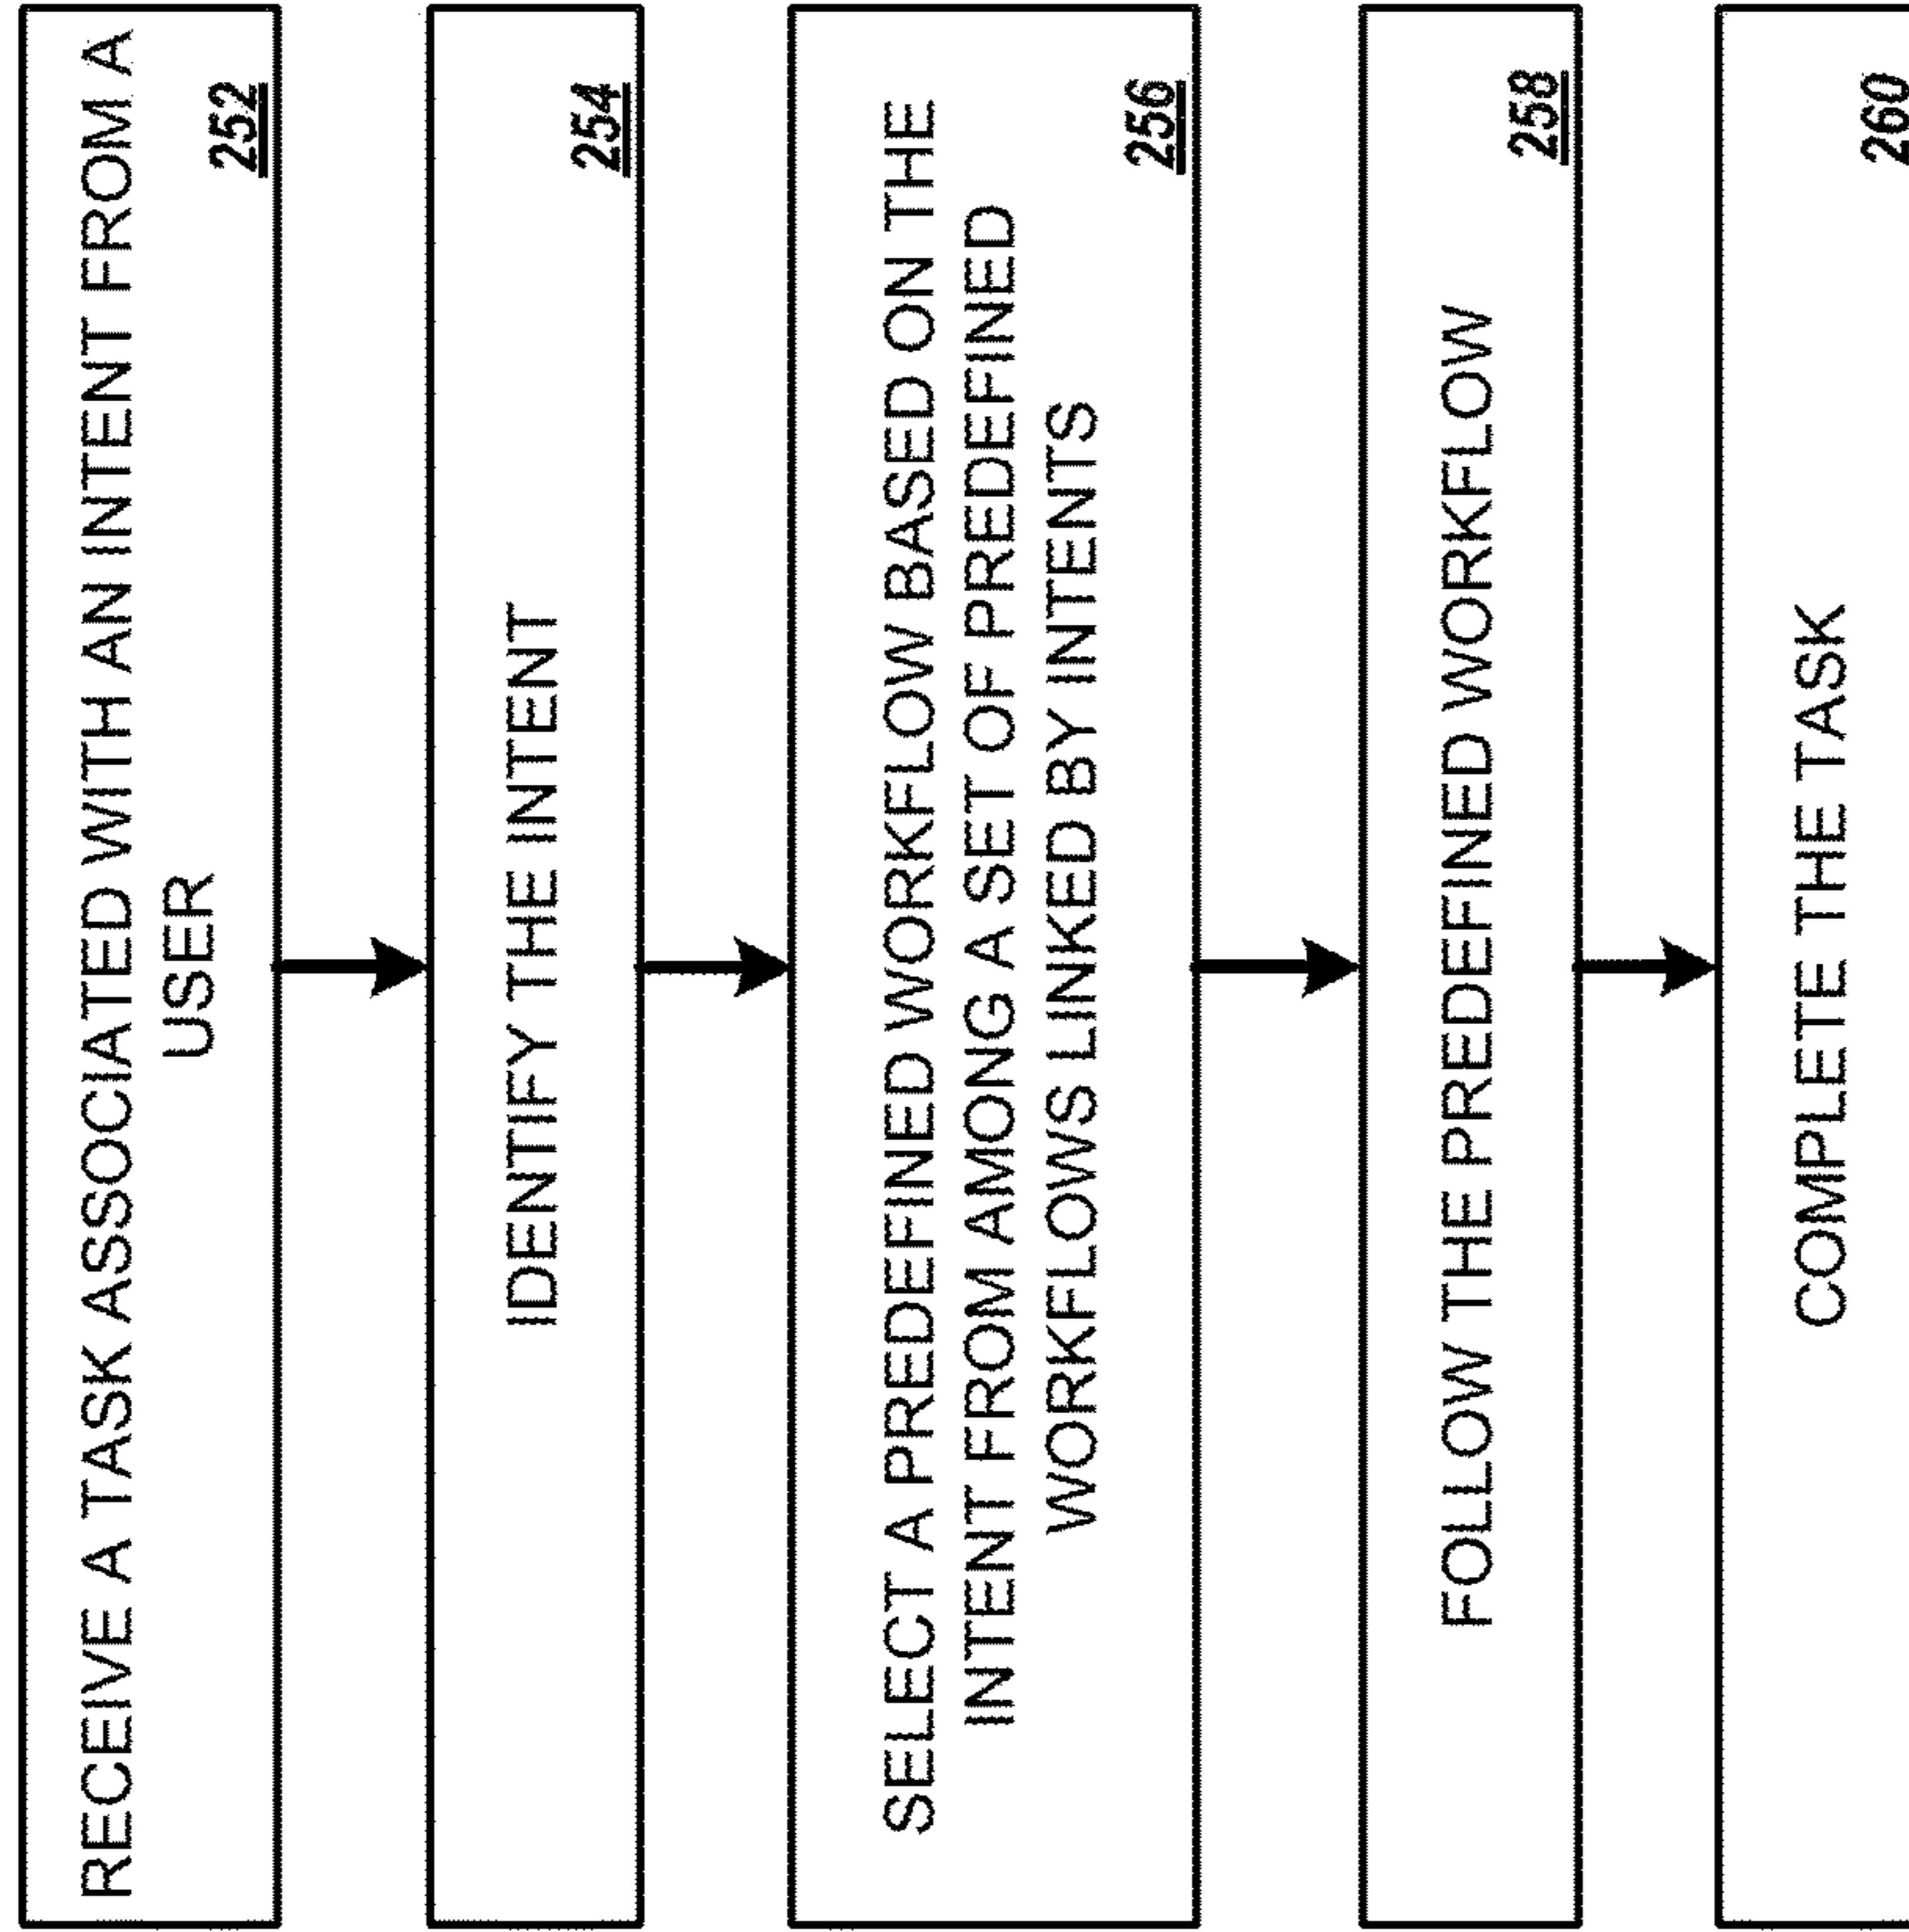 RECEIVE A TASK ASSOCIATED WITH AN INTENT FROM A
USER
252
IDENTIFY THE INTENT
254
SELECT A PREDEFINED WORKFLOW BASED ON THE
INTENT FROM AMONG A SET OF PREDEFINED
WORKFLOWS LINKED BY INTENTS
256
FOLLOW THE PREDEFINED WORKFLOW
258
COMPLETE THE TASK
260